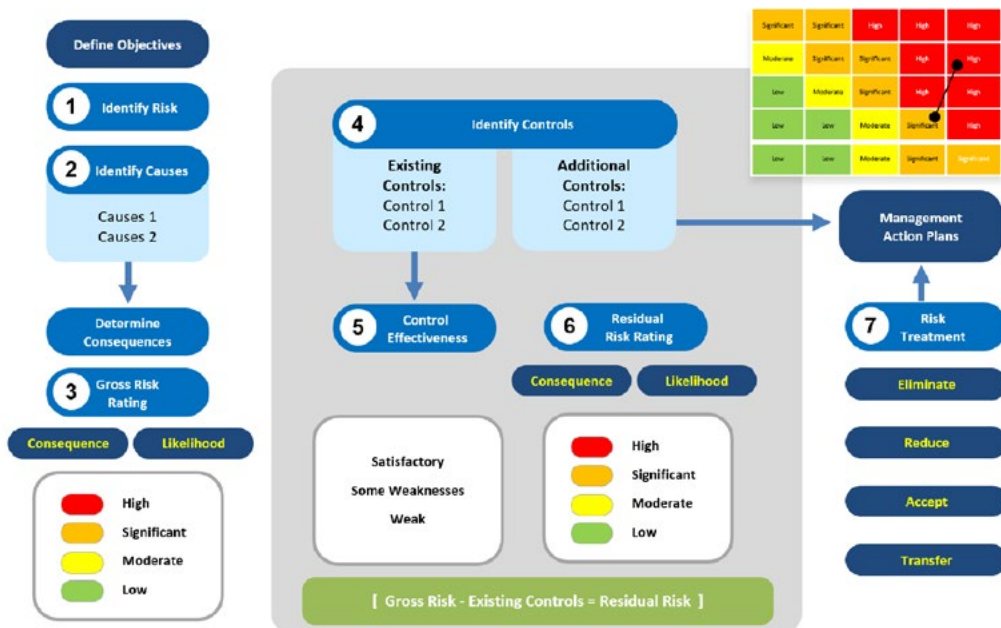 Define Objectives
1 Identify Risk
2 Identify Causes
Causes 1
Causes 2
Determine
Consequences
3 Gross Risk
Rating
Consequence Likelihood
High
Significant
Moderate
Low
4 Identify Controls
Existing
Controls:
Control 1
Control 2
Additional
Controls:
Control 1
Control 2
5 Control
Effectiveness
Satisfactory
Some Weaknesses
Weak
6 Residual
Risk Rating
Consequence Likelihood
High
Significant
Moderate
Low
[ Gross Risk - Existing Controls = Residual Risk ]
Significant Significant High High High
Moderate Significant Significant High High
Low Moderate Significant High High
Low Low Moderate Significant High
Low Low Moderate Significant Significant
Management
Action Plans
7 Risk
Treatment
Eliminate
Reduce
Accept
Transfer